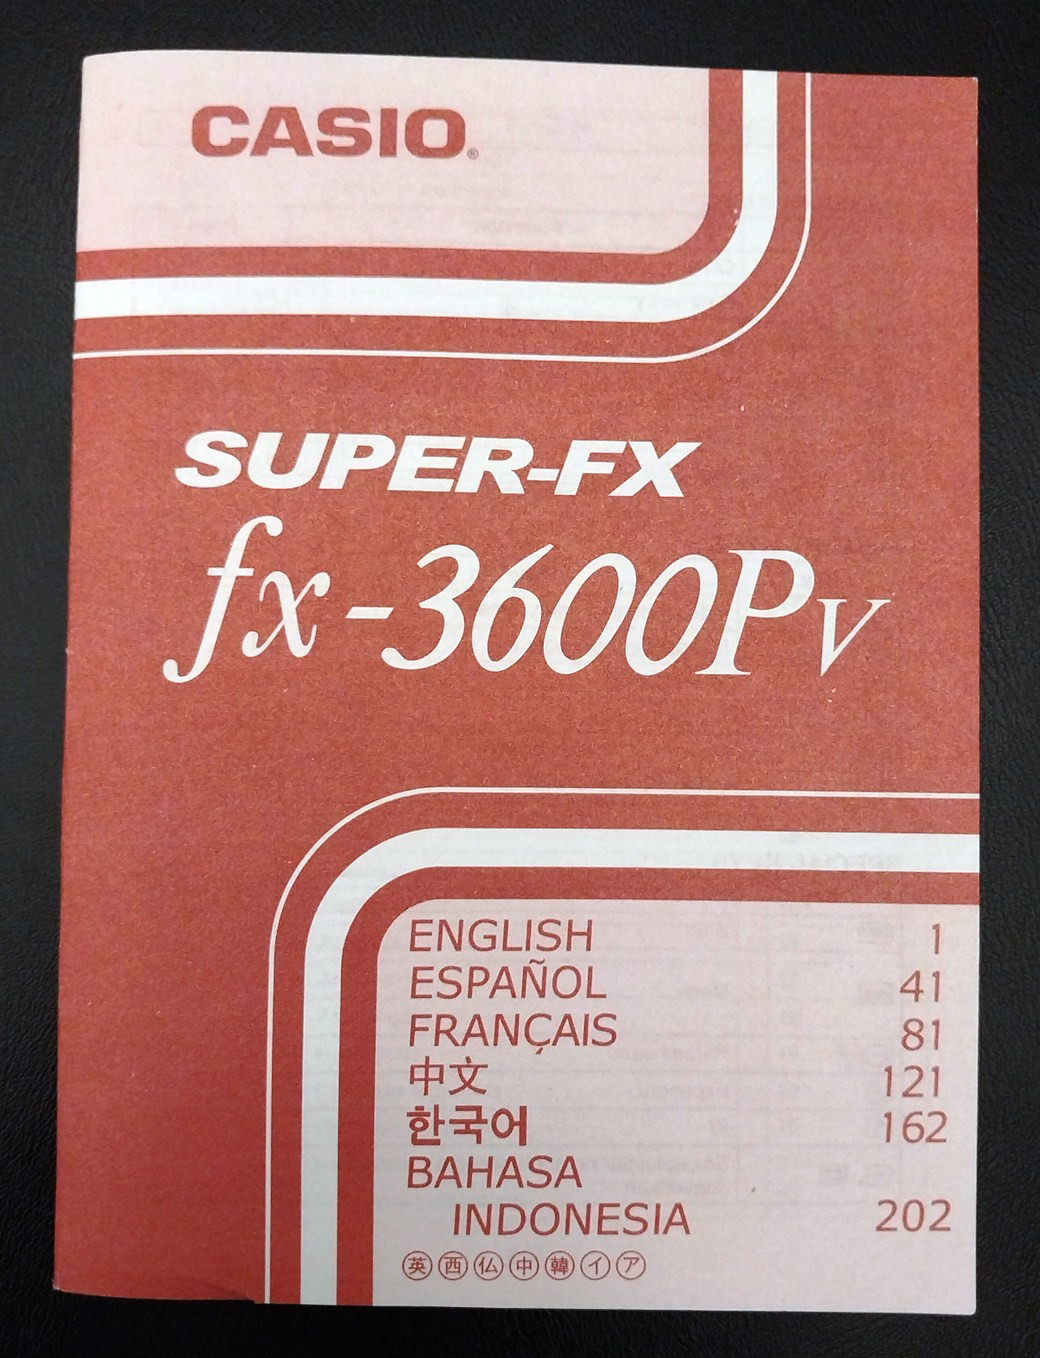 CASIO®
SUPER-FX
fx-3600PV
ENGLISH 1
ESPAÑOL 41
FRANÇAIS 81
中文 121
한국어 162
BAHASA
INDONESIA 202
英 西 仏 中 韓 イ ア